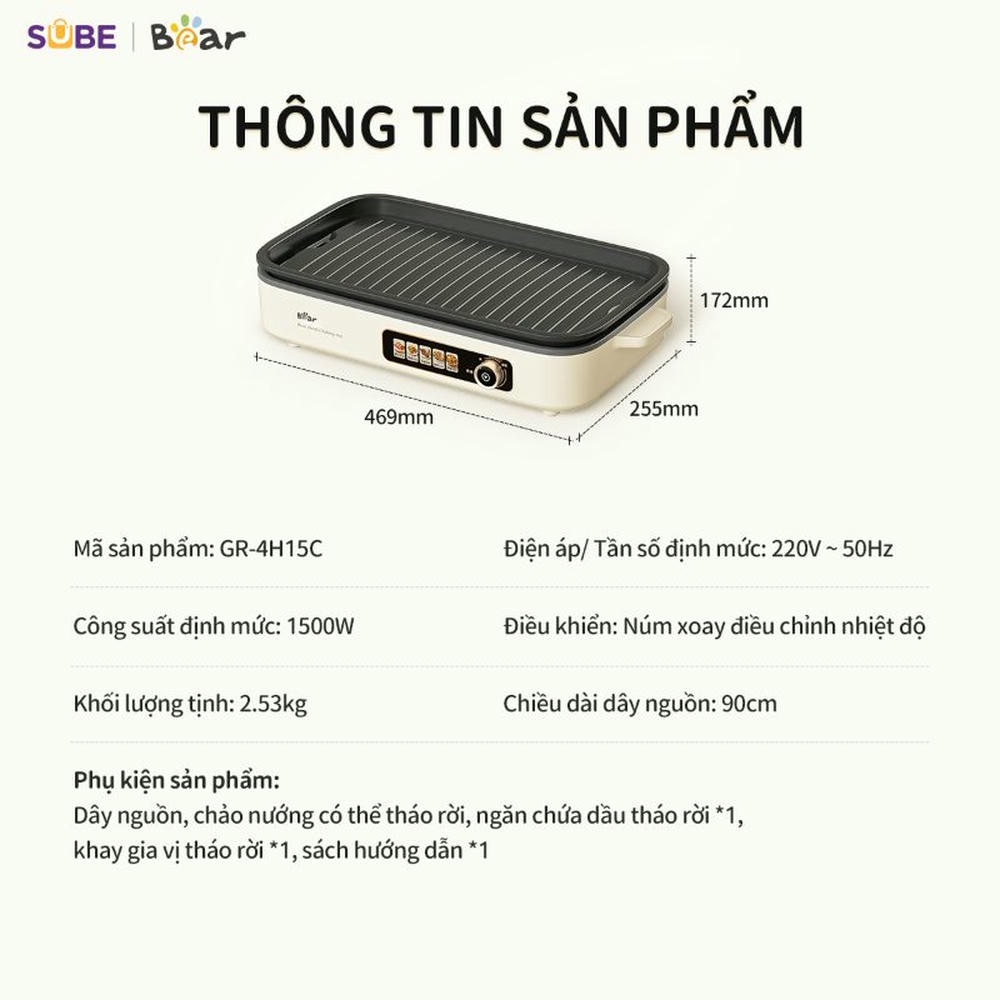 SUBE | Bear
THÔNG TIN SẢN PHẨM
172mm
Bear
469mm
255mm
Mã sản phẩm: GR-4H15C
Điện áp/ Tần số định mức: 220V ~ 50Hz
Công suất định mức: 1500W
Điều khiển: Núm xoay điều chỉnh nhiệt độ
Khối lượng tịnh: 2.53kg
Chiều dài dây nguồn: 90cm
Phụ kiện sản phẩm:
Dây nguồn, chảo nướng có thể tháo rời, ngăn chứa dầu tháo rời *1,
khay gia vị tháo rời *1, sách hướng dẫn *1